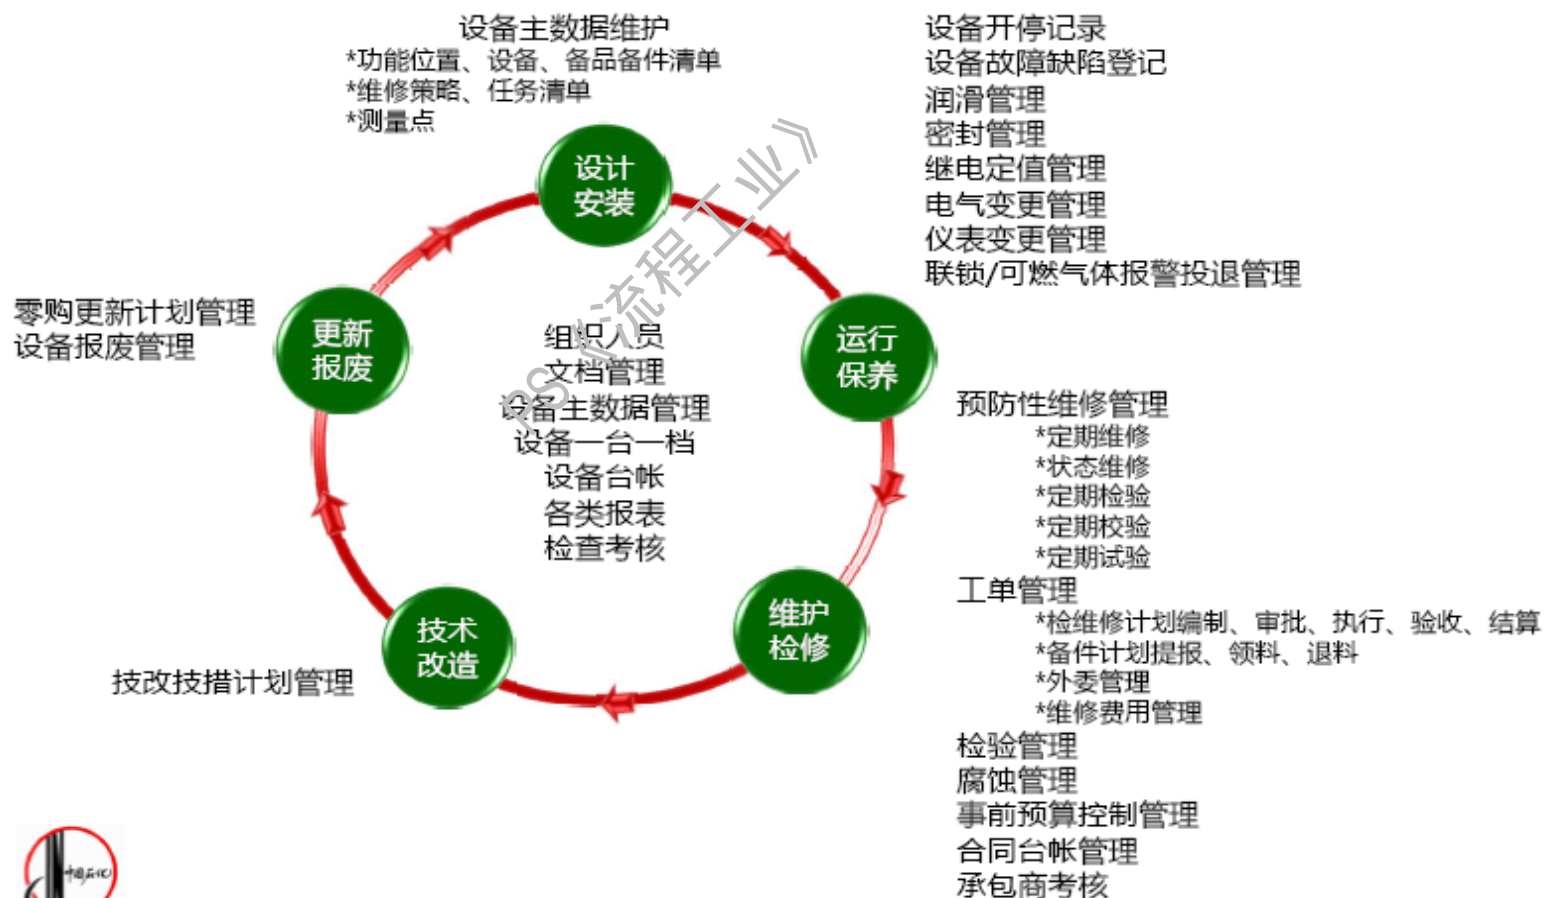 设备主数据维护
*功能位置、设备、备品备件清单
*维修策略、任务清单
*测量点
设计
安装
设备开停记录
设备故障缺陷登记
润滑管理
密封管理
继电定值管理
电气变更管理
仪表变更管理
联锁/可燃气体报警投退管理
运行
保养
预防性维修管理
*定期维修
*状态维修
*定期检验
*定期校验
*定期试验
工单管理
*检维修计划编制、审批、执行、验收、结算
*备件计划提报、领料、退料
*外委管理
*维修费用管理
检验管理
腐蚀管理
事前预算控制管理
合同台帐管理
承包商考核
维护
检修
技术
改造
技改技措计划管理
更新
报废
零购更新计划管理
设备报废管理
组织人员
文档管理
设备主数据管理
设备一台一档
设备台帐
各类报表
检查考核
PS《流程工业》
中国石化